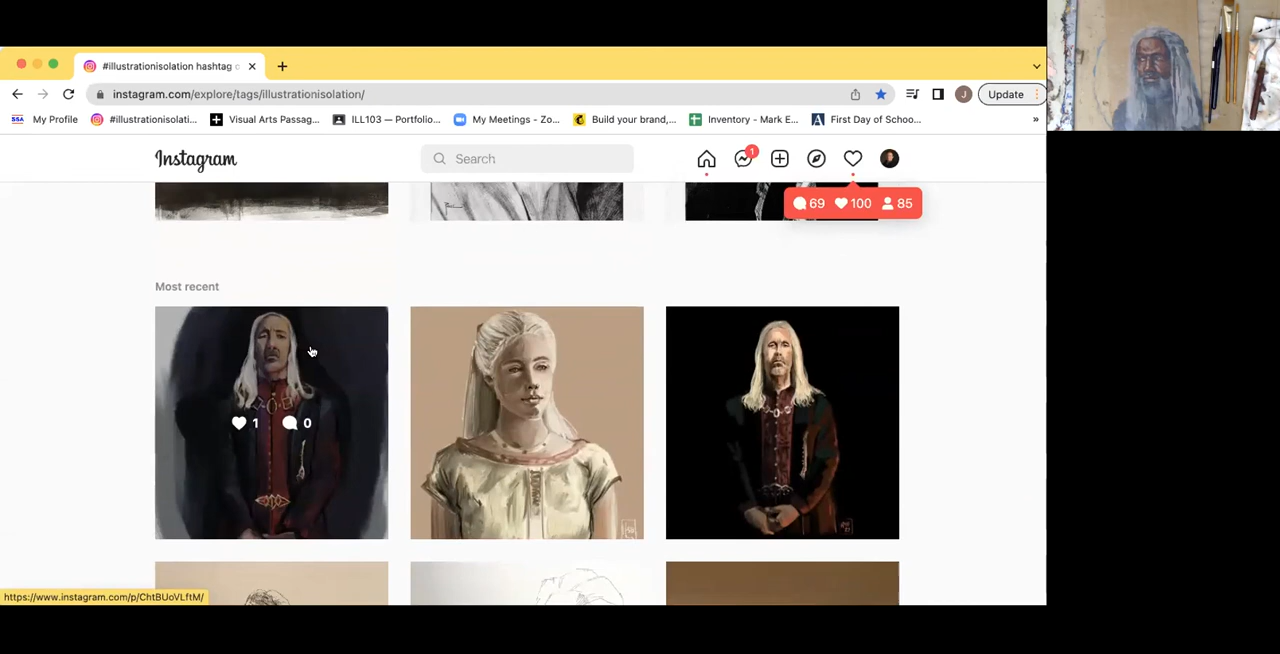 #illustrationisolation hashtag
instagram.com/explore/tags/illustrationisolation/
Update
SSA My Profile #illustrationisolati... Visual Arts Passag... ILL103 — Portfolio... My Meetings - Zo... Build your brand,... Inventory - Mark E... A First Day of Schoo... »
Instagram
Search
1
69 100 85
Most recent
1 0
https://www.instagram.com/p/ChtBUoVLftM/